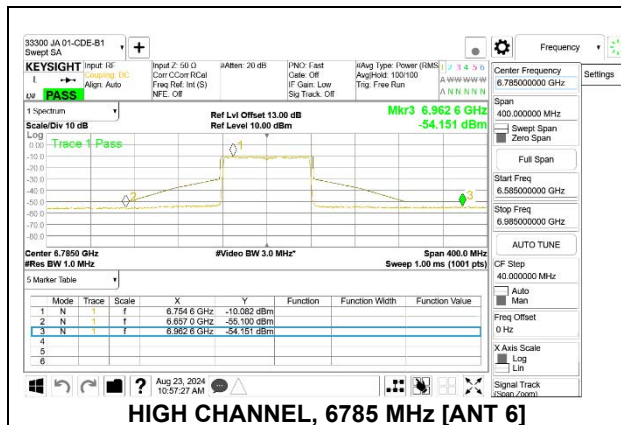 33300 JA 01-CDE-B1
Swept SA
Frequency
KEYSIGHT
Input: RF
Coupling: DC
Align: Auto
Input Z: 50 Ω
Corr CCorr RCal
Freq Ref: Int (S)
NFE: Off
#Atten: 20 dB
PNO: Fast
Gate: Off
IF Gain: Low
Sig Track: Off
#Avg Type: Power (RMS
Avg|Hold: 100/100
Trig: Free Run
1 2 3 4 5 6
A W W W W W
A N N N N N
PASS
Center Frequency
6.785000000 GHz
Settings
Span
400.000000 MHz
Swept Span
Zero Span
Full Span
Start Freq
6.585000000 GHz
Stop Freq
6.985000000 GHz
AUTO TUNE
CF Step
40.000000 MHz
Auto
Man
Freq Offset
0 Hz
X Axis Scale
Log
Lin
Signal Track
(Span Zoom)
1 Spectrum
Scale/Div 10 dB
Ref Lvl Offset 13.00 dB
Ref Level 10.00 dBm
Mkr3 6.962 6 GHz
-54.151 dBm
Log
Trace 1 Pass
0.00
-10.0
-20.0
-30.0
-40.0
-50.0
-60.0
-70.0
-80.0
1
2
3
Center 6.7850 GHz
#Video BW 3.0 MHz*
Span 400.0 MHz
#Res BW 1.0 MHz
Sweep 1.00 ms (1001 pts)
5 Marker Table
Mode Trace Scale X Y Function Function Width Function Value
1 N 1 f 6.754 6 GHz -10.082 dBm
2 N 1 f 6.657 0 GHz -55.100 dBm
3 N 1 f 6.962 6 GHz -54.151 dBm
4
5
6
Aug 23, 2024
10:57:27 AM
HIGH CHANNEL, 6785 MHz [ANT 6]